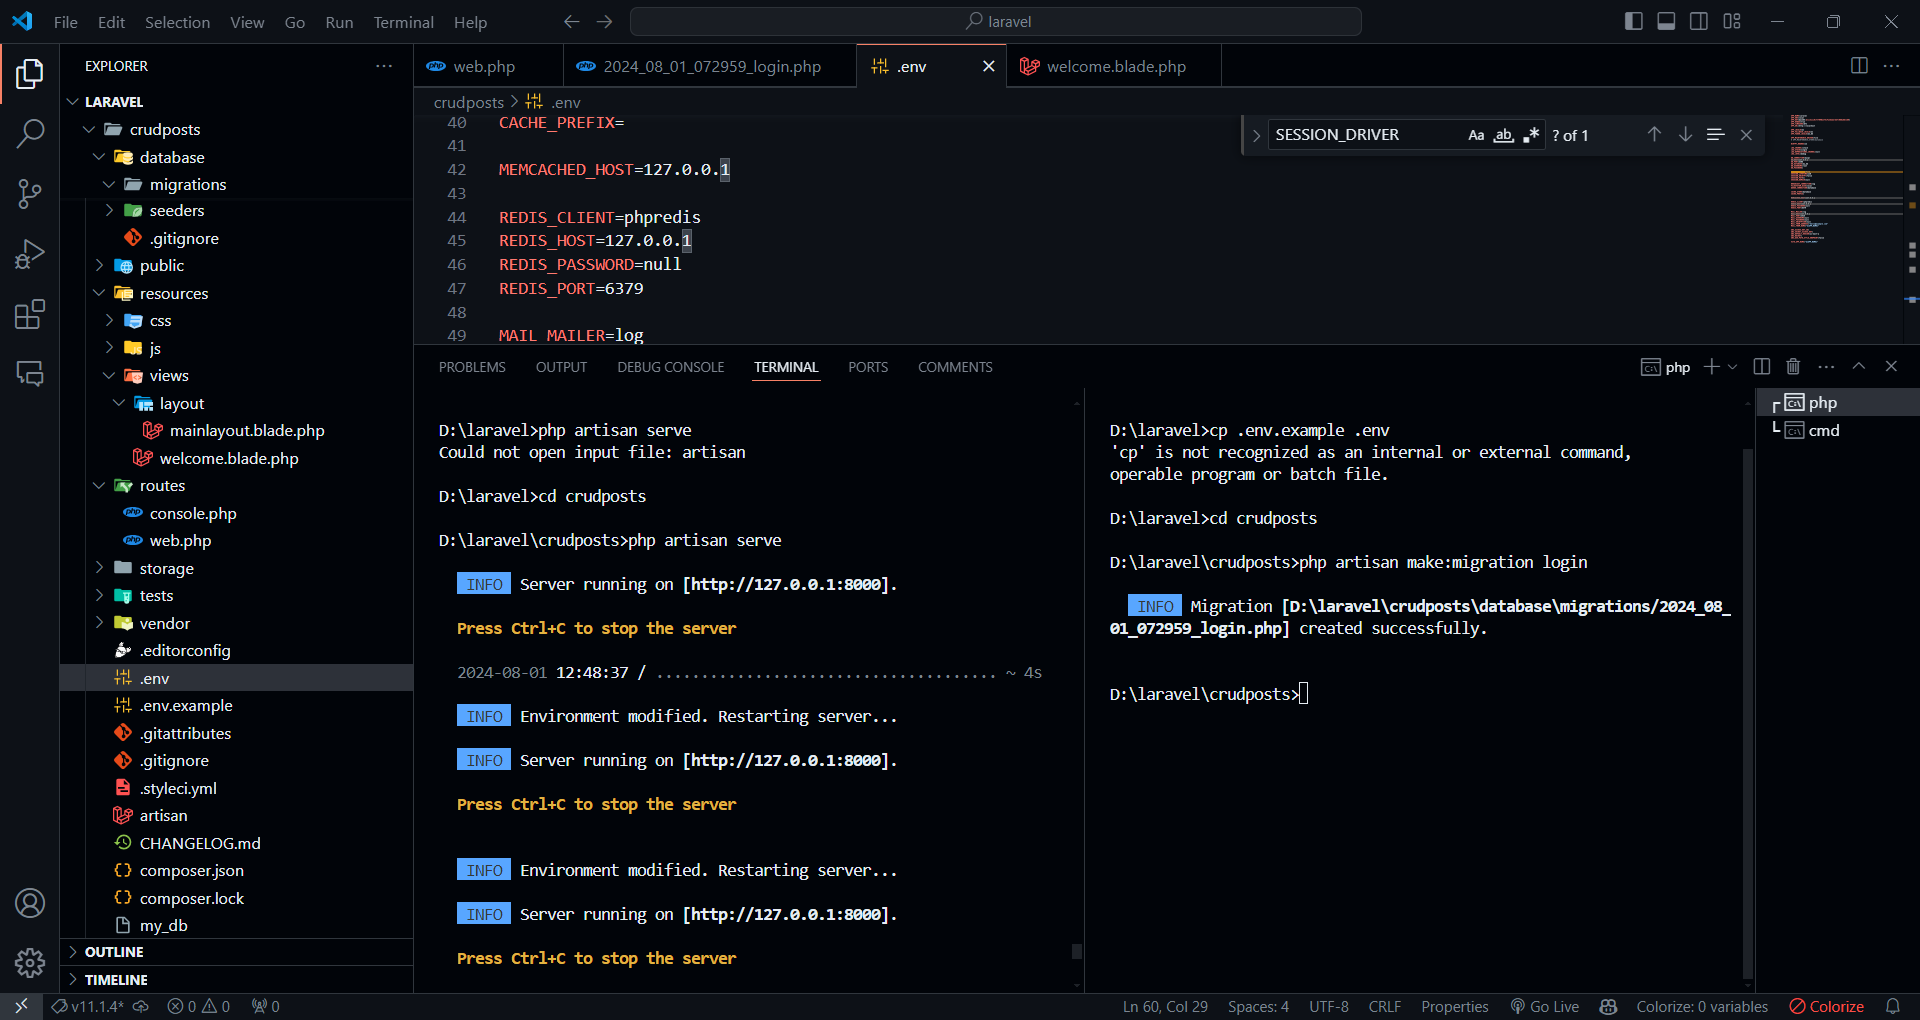 File Edit Selection View Go Run Terminal Help
laravel
EXPLORER
LARAVEL
crudposts
database
migrations
seeders
.gitignore
public
resources
css
js
views
layout
mainlayout.blade.php
welcome.blade.php
routes
console.php
web.php
storage
tests
vendor
.editorconfig
.env
.env.example
.gitattributes
.gitignore
.styleci.yml
artisan
CHANGELOG.md
composer.json
composer.lock
my_db
OUTLINE
TIMELINE
web.php
2024_08_01_072959_login.php
.env
welcome.blade.php
crudposts > .env
SESSION_DRIVER
Aa ab .* ? of 1
40 CACHE_PREFIX=
41
42 MEMCACHED_HOST=127.0.0.1
43
44 REDIS_CLIENT=phpredis
45 REDIS_HOST=127.0.0.1
46 REDIS_PASSWORD=null
47 REDIS_PORT=6379
48
49 MAIL_MAILER=log
PROBLEMS OUTPUT DEBUG CONSOLE TERMINAL PORTS COMMENTS
php
D:\laravel>php artisan serve
Could not open input file: artisan
D:\laravel>cd crudposts
D:\laravel\crudposts>php artisan serve
INFO Server running on [http://127.0.0.1:8000].
Press Ctrl+C to stop the server
2024-08-01 12:48:37 / ...................................... ~ 4s
INFO Environment modified. Restarting server...
INFO Server running on [http://127.0.0.1:8000].
Press Ctrl+C to stop the server
INFO Environment modified. Restarting server...
INFO Server running on [http://127.0.0.1:8000].
Press Ctrl+C to stop the server
D:\laravel>cp .env.example .env
'cp' is not recognized as an internal or external command,
operable program or batch file.
D:\laravel>cd crudposts
D:\laravel\crudposts>php artisan make:migration login
INFO Migration [D:\laravel\crudposts\database\migrations/2024_08_
01_072959_login.php] created successfully.
D:\laravel\crudposts>
php
cmd
v11.1.4* 0 0 0
Ln 60, Col 29 Spaces: 4 UTF-8 CRLF Properties Go Live Colorize: 0 variables Colorize